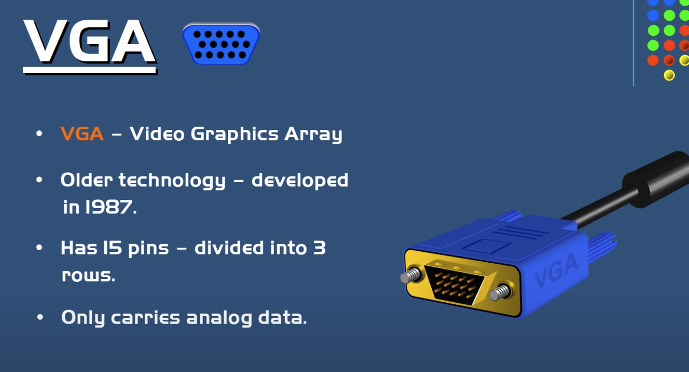 VGA
• VGA – Video Graphics Array
• Older technology – developed
in 1987.
• Has 15 pins – divided into 3
rows.
• Only carries analog data.
VGA